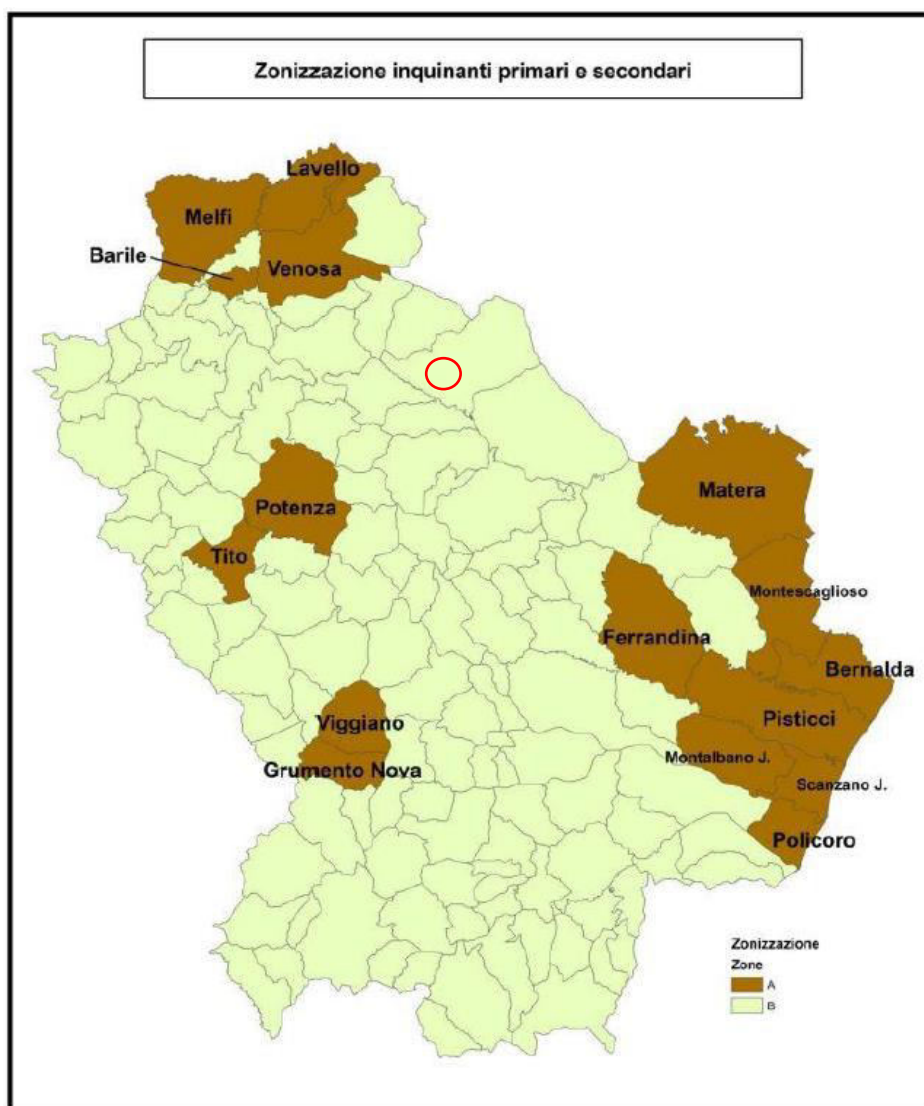 Zonizzazione inquinanti primari e secondari
Lavello
Melfi
Barile
Venosa
Matera
Potenza
Tito
Montescaglioso
Ferrandina
Bernalda
Pisticci
Viggiano
Montalbano J.
Grumento Nova
Scanzano J.
Policoro
Zonizzazione
Zone
A
B